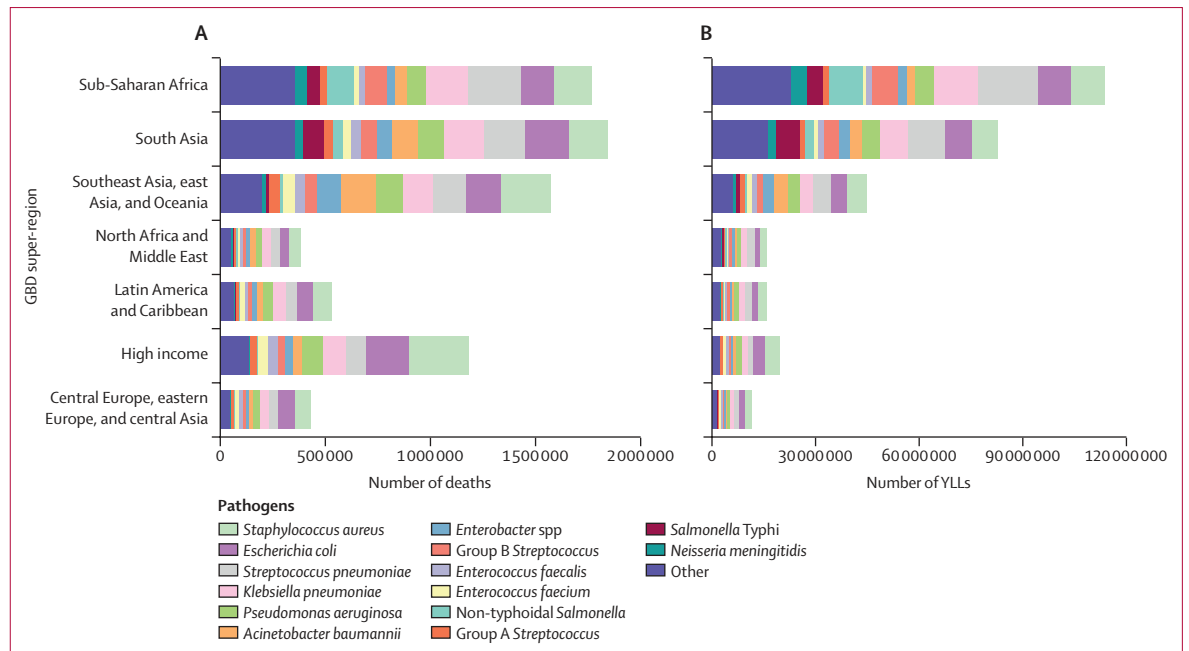 A
B
GBD super-region
Sub-Saharan Africa
South Asia
Southeast Asia, east
Asia, and Oceania
North Africa and
Middle East
Latin America
and Caribbean
High income
Central Europe, eastern
Europe, and central Asia
0 500 000 1 000 000 1 500 000 2 000 000
Number of deaths
0 30 000 000 60 000 000 90 000 000 120 000 000
Number of YLLs
Pathogens
Staphylococcus aureus
Escherichia coli
Streptococcus pneumoniae
Klebsiella pneumoniae
Pseudomonas aeruginosa
Acinetobacter baumannii
Enterobacter spp
Group B Streptococcus
Enterococcus faecalis
Enterococcus faecium
Non-typhoidal Salmonella
Group A Streptococcus
Salmonella Typhi
Neisseria meningitidis
Other